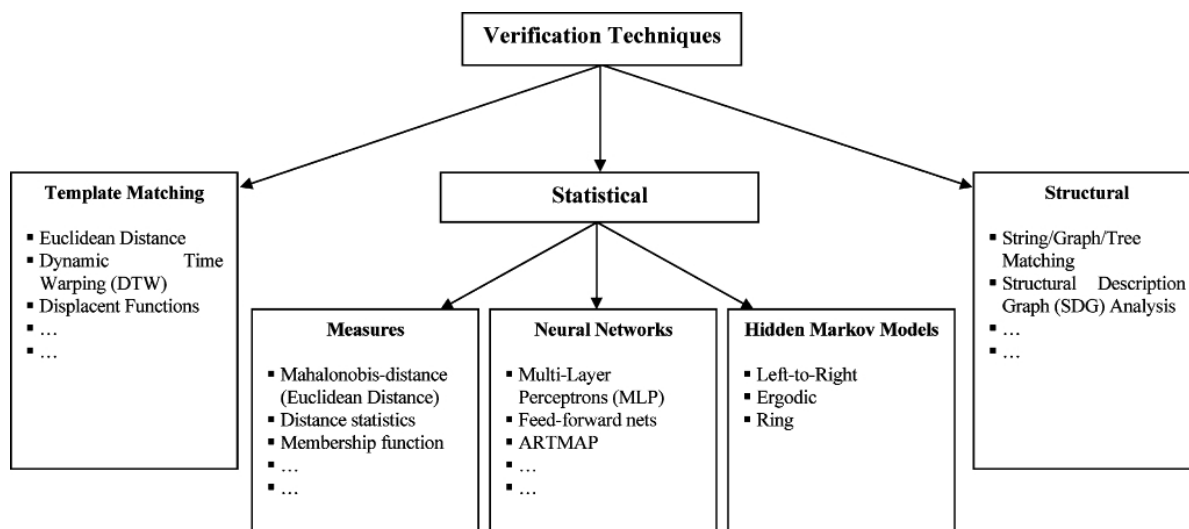 Verification Techniques
Template Matching
▪ Euclidean Distance
▪ Dynamic Time
Warping (DTW)
▪ Displacent Functions
▪ …
▪ …
Statistical
Measures
▪ Mahalonobis-distance
(Euclidean Distance)
▪ Distance statistics
▪ Membership function
▪ …
▪ …
Neural Networks
▪ Multi-Layer
Perceptrons (MLP)
▪ Feed-forward nets
▪ ARTMAP
▪ …
▪ …
Hidden Markov Models
▪ Left-to-Right
▪ Ergodic
▪ Ring
Structural
▪ String/Graph/Tree
Matching
▪ Structural Description
Graph (SDG) Analysis
▪ …
▪ …